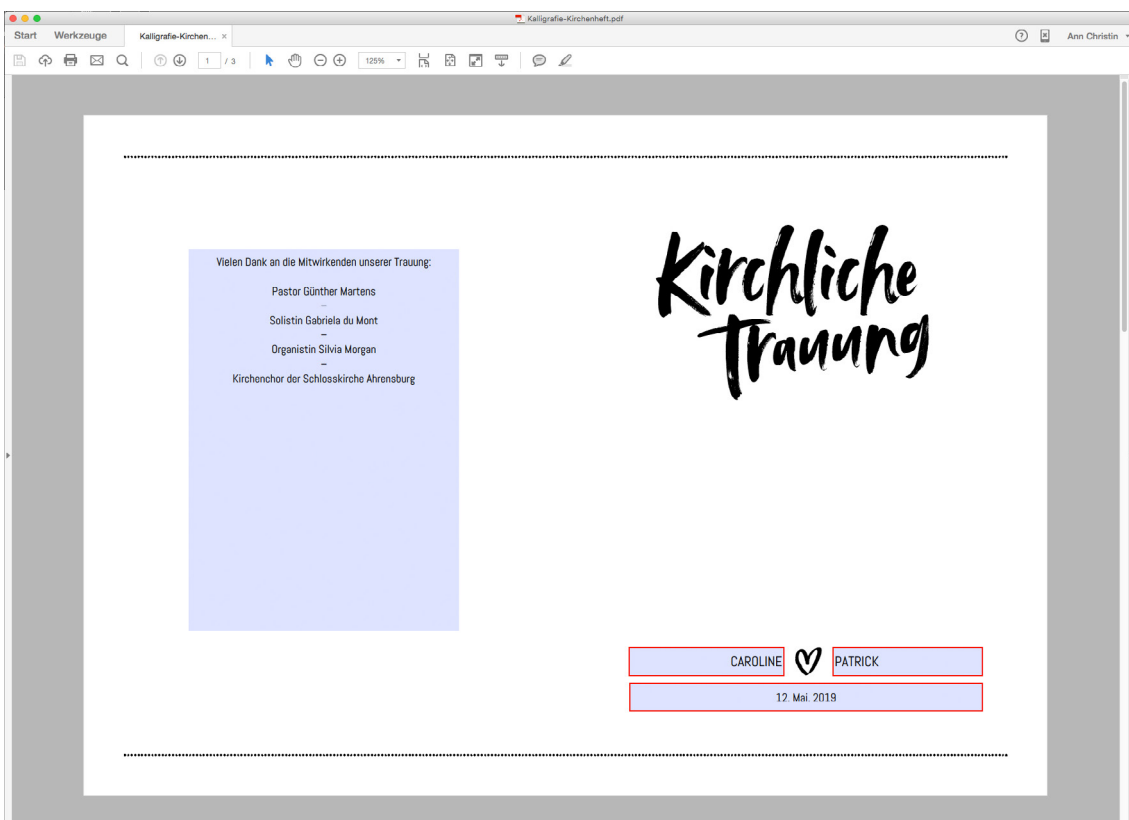 Kalligrafie-Kirchenheft.pdf
Start Werkzeuge Kalligrafie-Kirchen... × Ann Christin
1 / 3 125%
Vielen Dank an die Mitwirkenden unserer Trauung:
Pastor Günther Martens
–
Solistin Gabriela du Mont
–
Organistin Silvia Morgan
–
Kirchenchor der Schlosskirche Ahrensburg
Kirchliche
Trauung
CAROLINE PATRICK
12. Mai. 2019